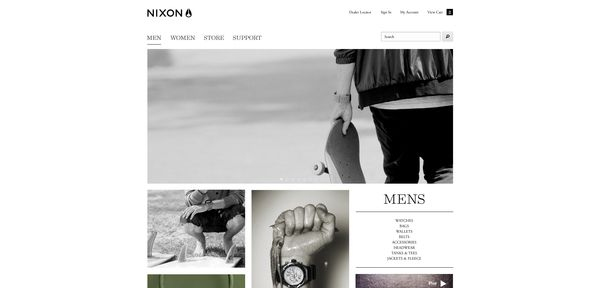 NIXON
Dealer Locator Sign In My Account View Cart
MEN WOMEN STORE SUPPORT
Search
MENS
WATCHES
BAGS
WALLETS
BELTS
ACCESSORIES
HEADWEAR
TANKS & TEES
JACKETS & FLEECE
Play